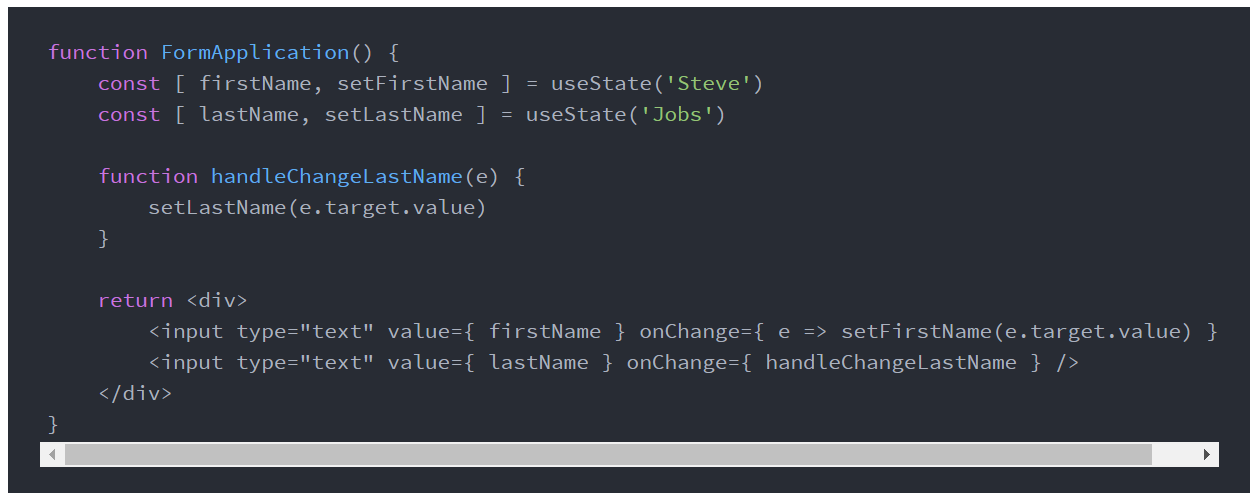 function FormApplication() {
    const [ firstName, setFirstName ] = useState('Steve')
    const [ lastName, setLastName ] = useState('Jobs')

    function handleChangeLastName(e) {
        setLastName(e.target.value)
    }

    return <div>
        <input type="text" value={ firstName } onChange={ e => setFirstName(e.target.value) }
        <input type="text" value={ lastName } onChange={ handleChangeLastName } />
    </div>
}